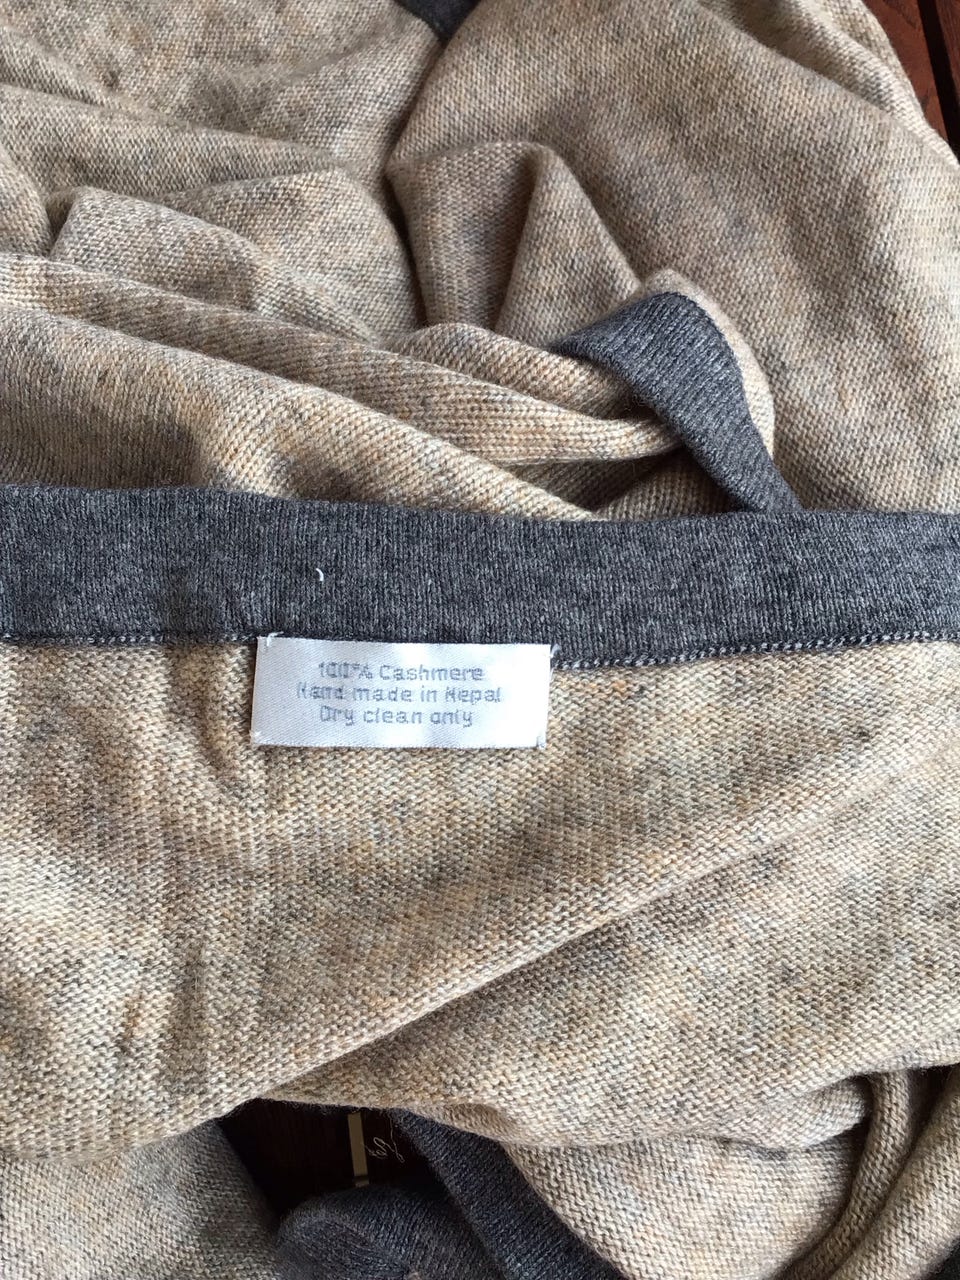 100% Cashmere
Hand made in Nepal
Dry clean only